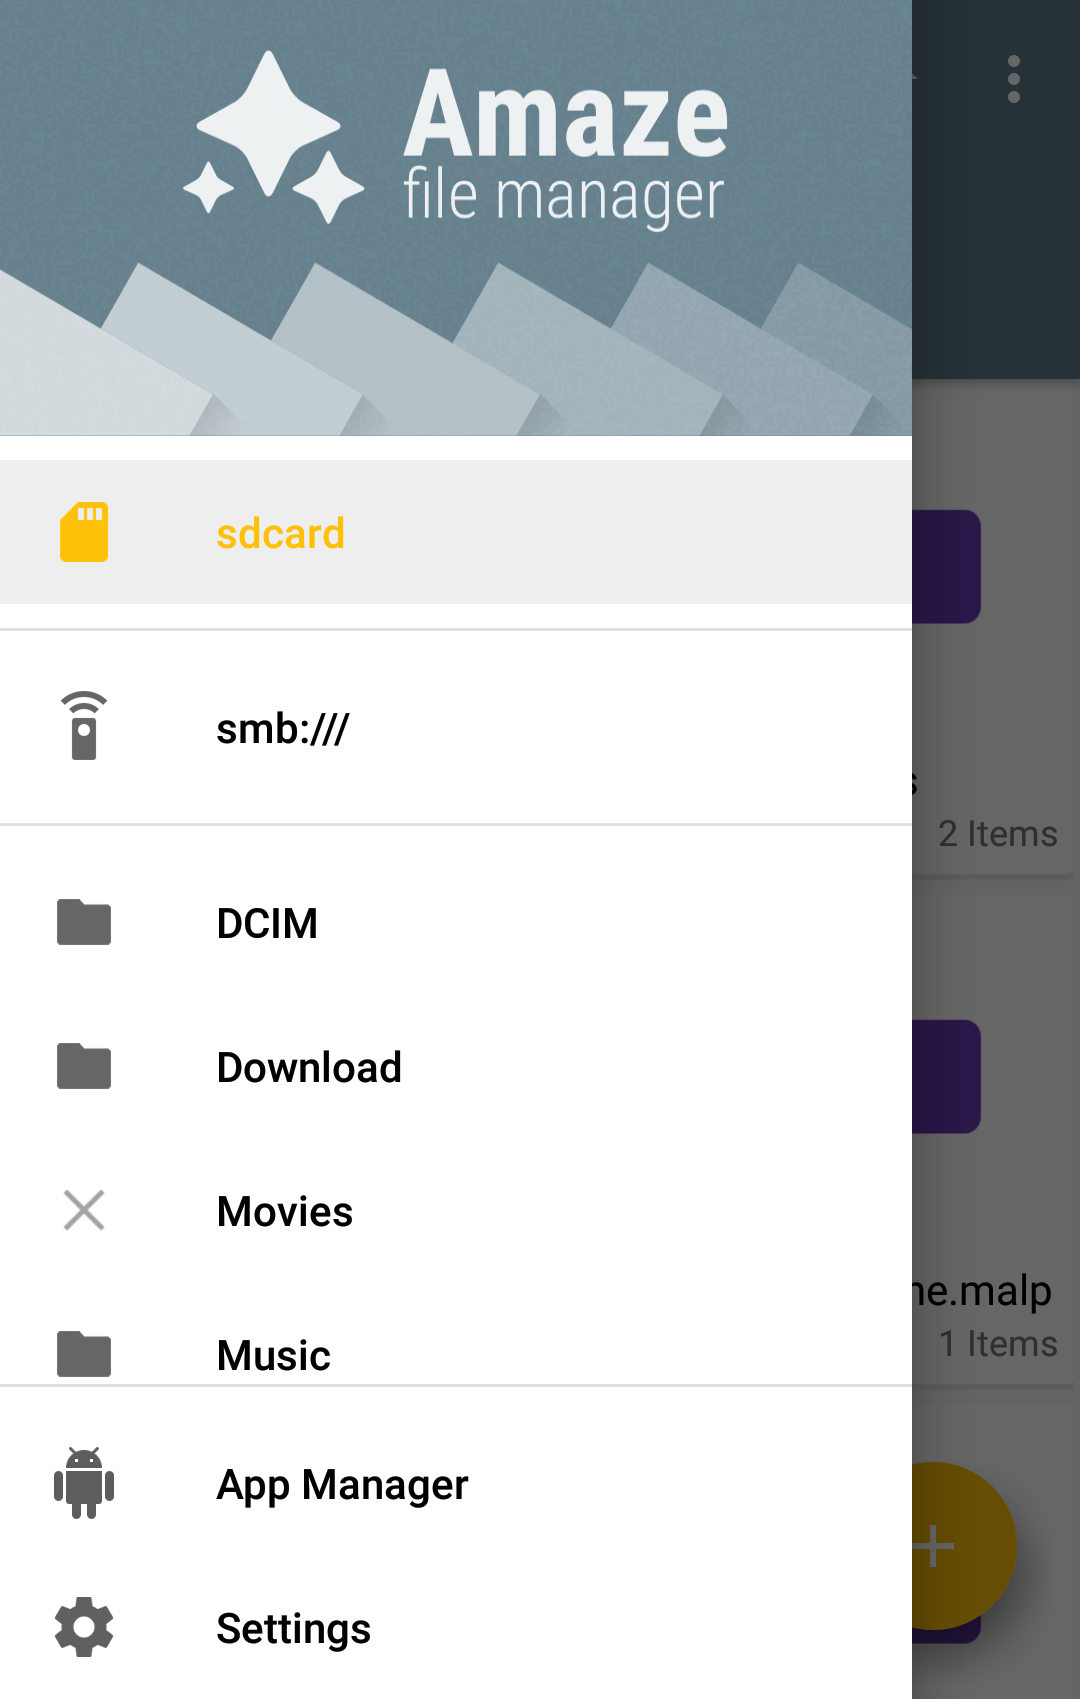 Amaze
file manager
sdcard
smb:///
2 Items
DCIM
Download
Movies
ne.malp
1 Items
Music
App Manager
Settings